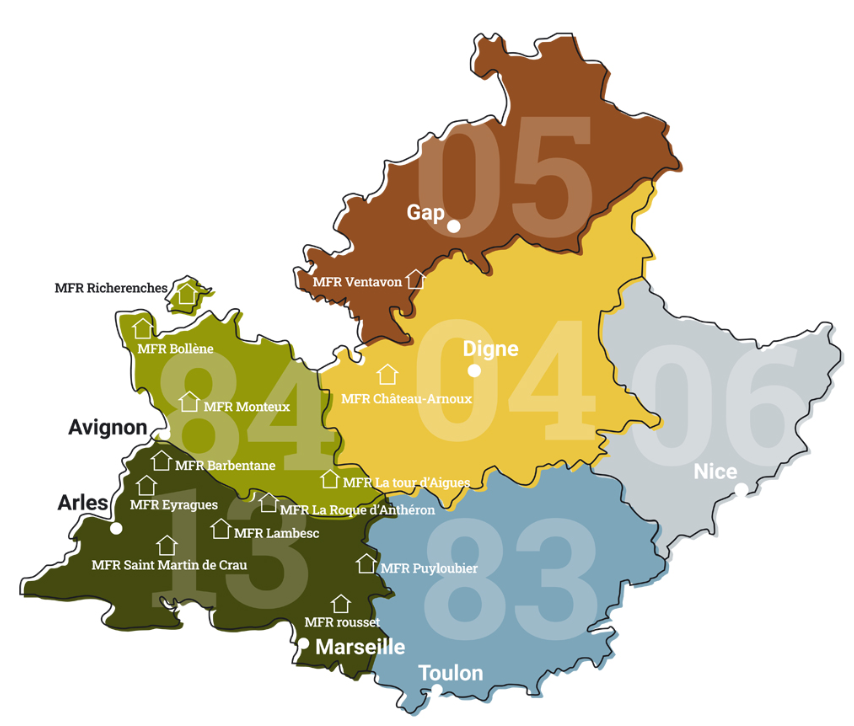 05
Gap
MFR Ventavon
MFR Richerenches
MFR Bollène
84
04
Digne
06
MFR Château-Arnoux
MFR Monteux
Avignon
MFR Barbentane
Nice
MFR La tour d'Aigues
Arles
MFR Eyragues
MFR La Roque d'Anthéron
13
MFR Lambesc
83
MFR Saint Martin de Crau
MFR Puyloubier
MFR rousset
Marseille
Toulon